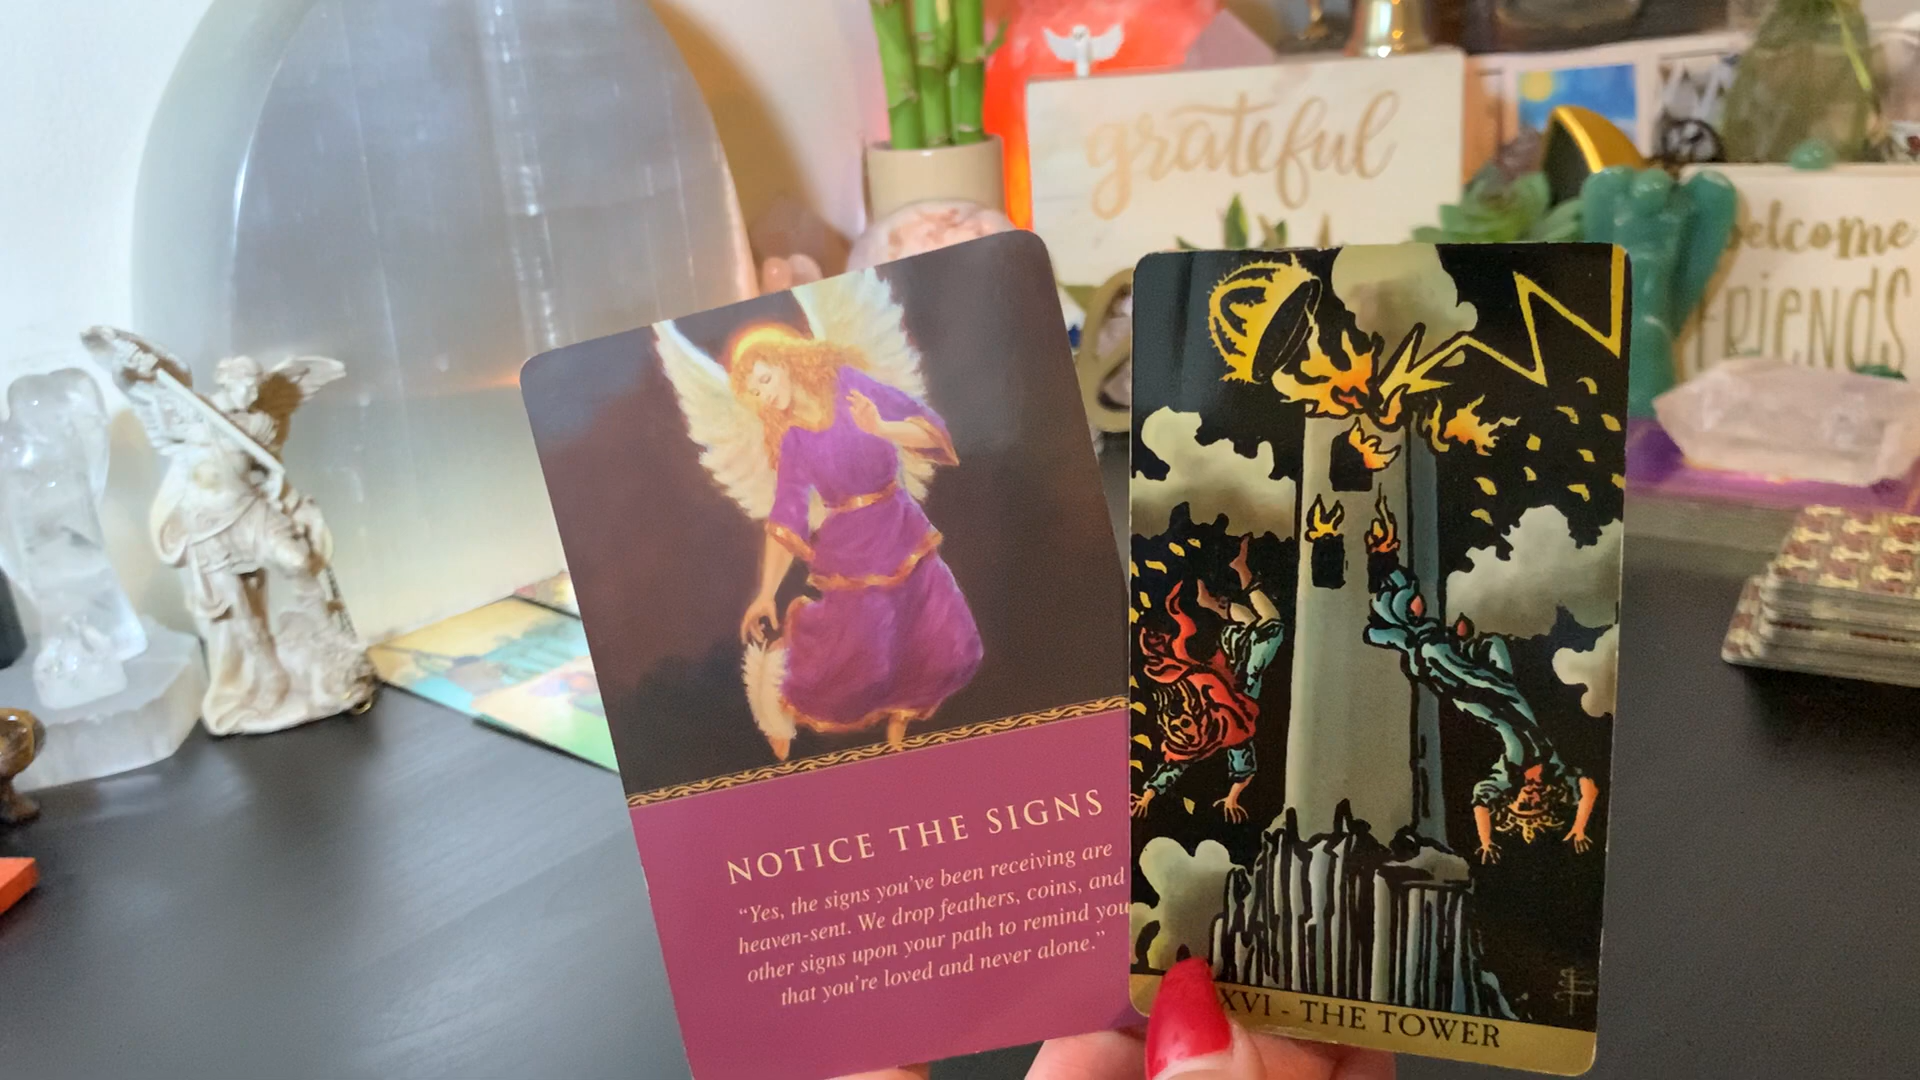 grateful
welcome
FRIENDS
NOTICE THE SIGNS
“Yes, the signs you’ve been receiving are
heaven-sent. We drop feathers, coins, and
other signs upon your path to remind you
that you’re loved and never alone.”
XVI - THE TOWER